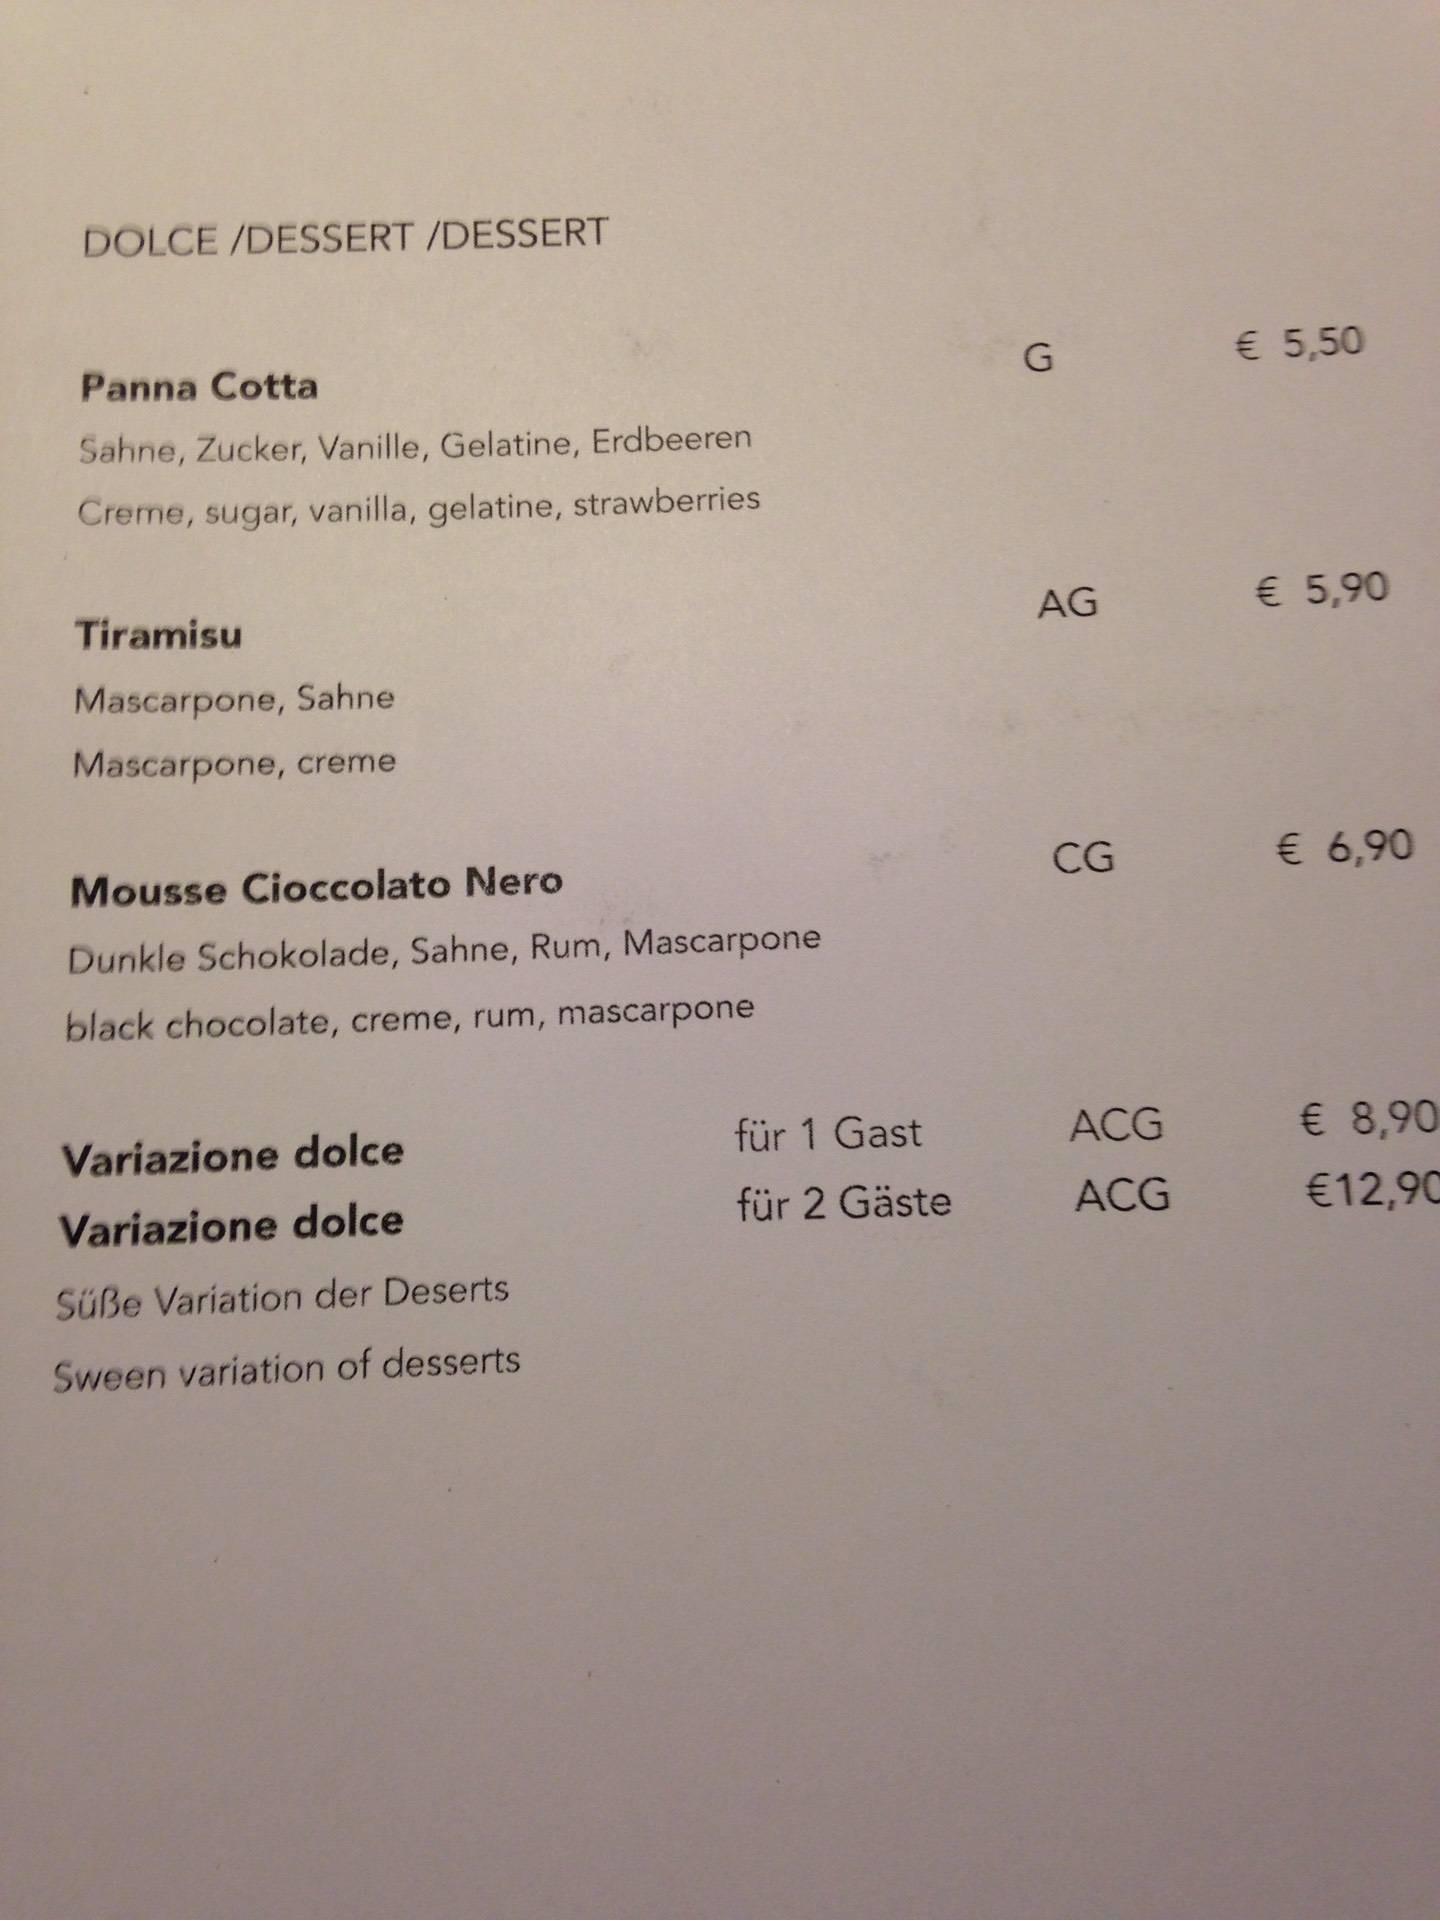 DOLCE /DESSERT /DESSERT
Panna Cotta G € 5,50
Sahne, Zucker, Vanille, Gelatine, Erdbeeren
Creme, sugar, vanilla, gelatine, strawberries
Tiramisu AG € 5,90
Mascarpone, Sahne
Mascarpone, creme
Mousse Cioccolato Nero CG € 6,90
Dunkle Schokolade, Sahne, Rum, Mascarpone
black chocolate, creme, rum, mascarpone
Variazione dolce für 1 Gast ACG € 8,90
Variazione dolce für 2 Gäste ACG €12,90
Süße Variation der Deserts
Sween variation of desserts